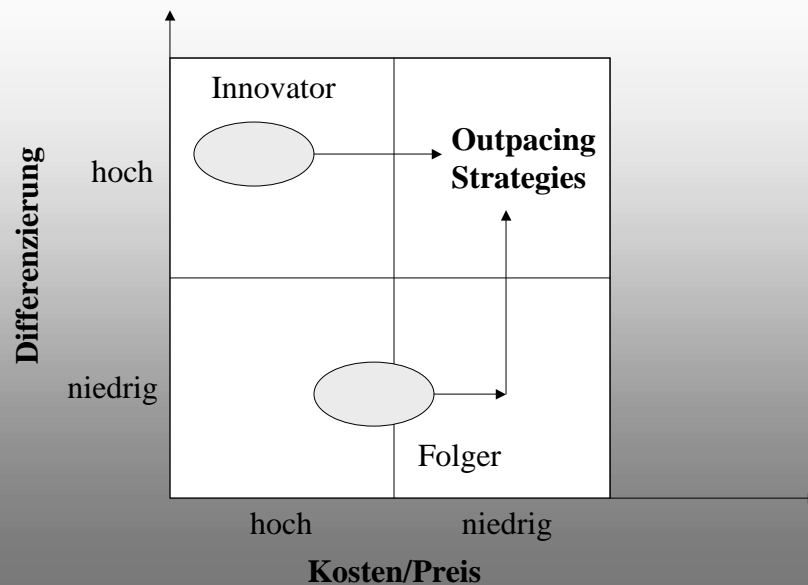 Innovator
Outpacing
Strategies
Differenzierung
hoch
niedrig
Folger
hoch
niedrig
Kosten/Preis